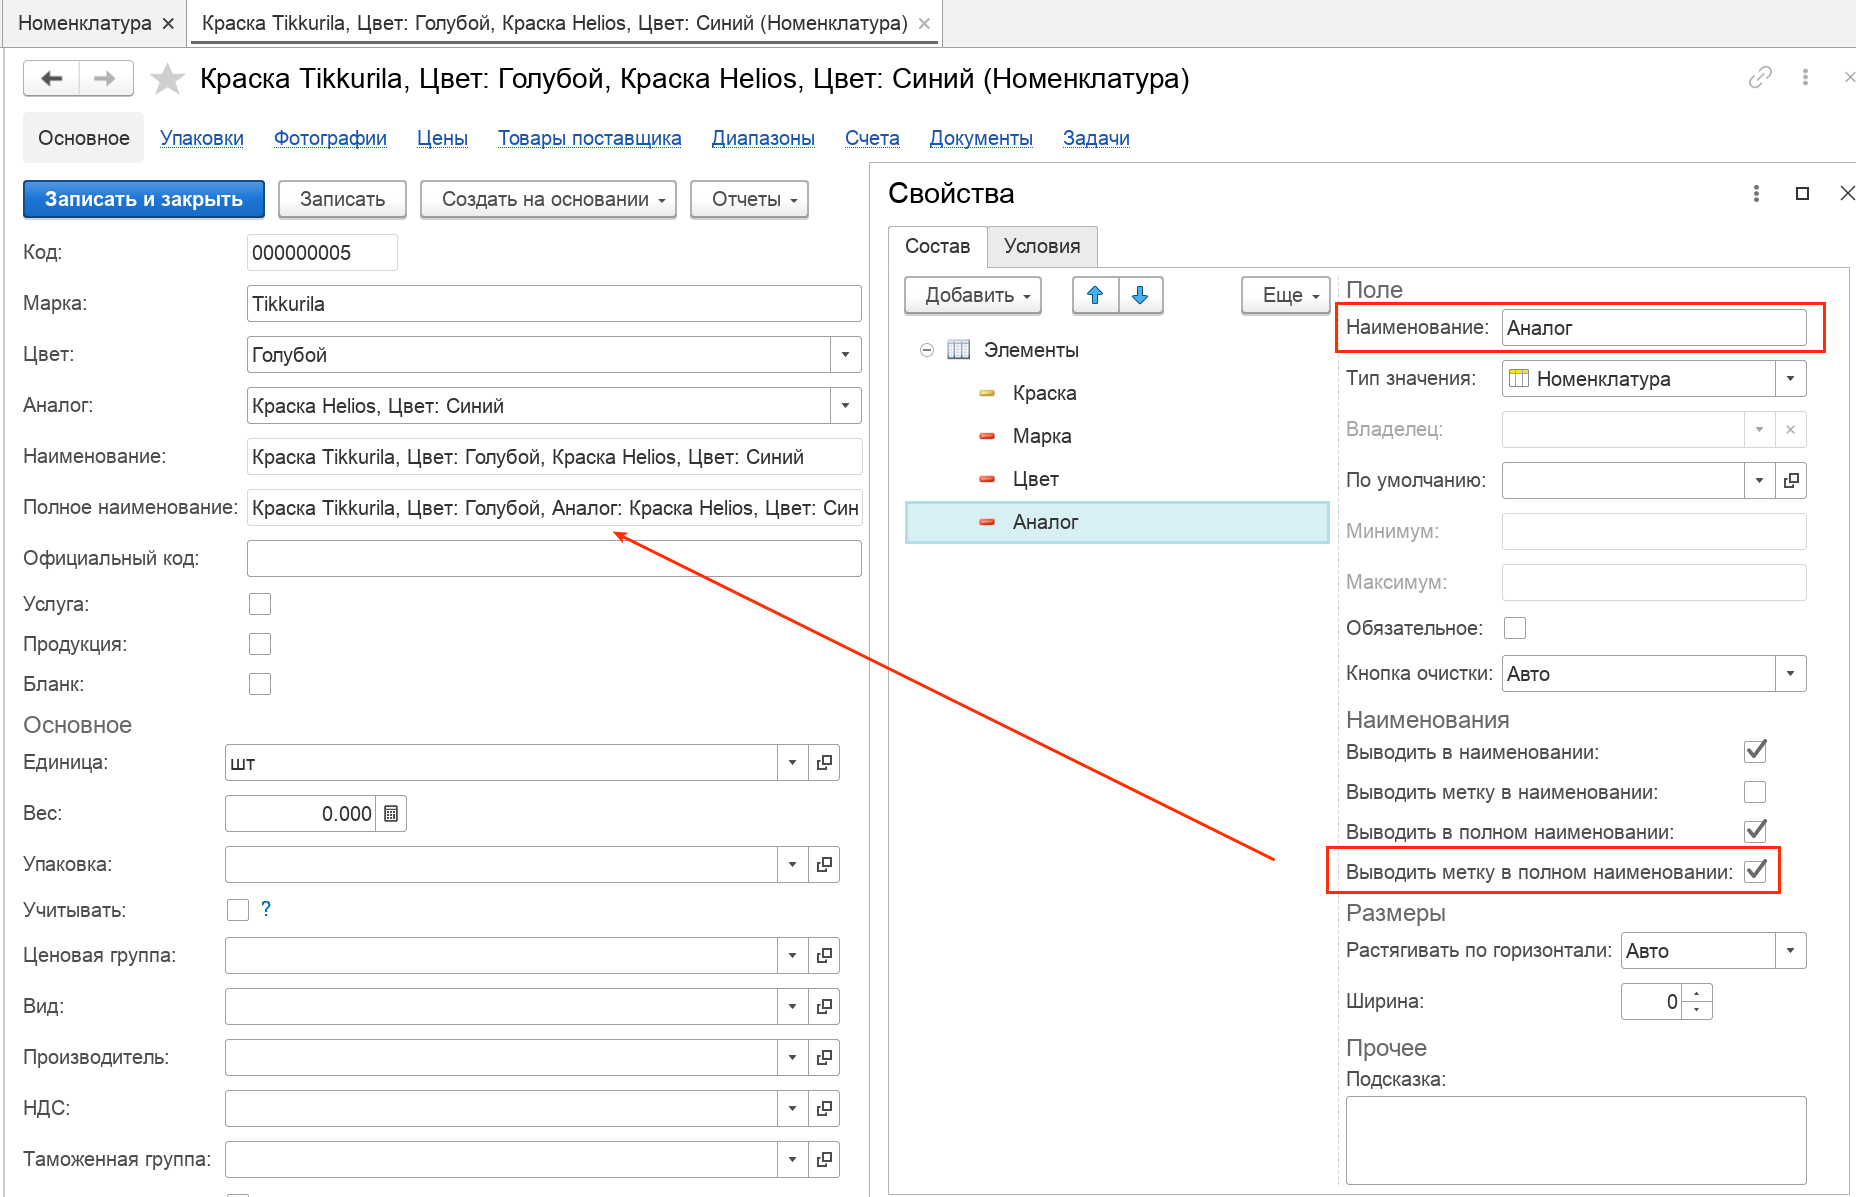 Номенклатура
Краска Tikkurila, Цвет: Голубой, Краска Helios, Цвет: Синий (Номенклатура)
Краска Tikkurila, Цвет: Голубой, Краска Helios, Цвет: Синий (Номенклатура)
Основное Упаковки Фотографии Цены Товары поставщика Диапазоны Счета Документы Задачи
Записать и закрыть Записать Создать на основании Отчеты
Код: 000000005
Марка: Tikkurila
Цвет: Голубой
Аналог: Краска Helios, Цвет: Синий
Наименование: Краска Tikkurila, Цвет: Голубой, Краска Helios, Цвет: Синий
Полное наименование: Краска Tikkurila, Цвет: Голубой, Аналог: Краска Helios, Цвет: Син
Официальный код:
Услуга:
Продукция:
Бланк:
Основное
Единица: шт
Вес: 0.000
Упаковка:
Учитывать: ?
Ценовая группа:
Вид:
Производитель:
НДС:
Таможенная группа:
Свойства
Состав Условия
Добавить Еще
Элементы
Краска
Марка
Цвет
Аналог
Поле
Наименование: Аналог
Тип значения: Номенклатура
Владелец:
По умолчанию:
Минимум:
Максимум:
Обязательное:
Кнопка очистки: Авто
Наименования
Выводить в наименовании:
Выводить метку в наименовании:
Выводить в полном наименовании:
Выводить метку в полном наименовании:
Размеры
Растягивать по горизонтали: Авто
Ширина: 0
Прочее
Подсказка: